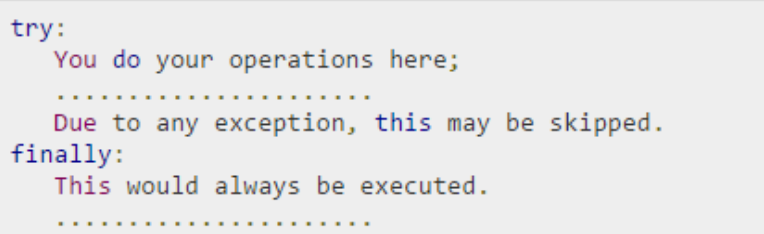 try:
You do your operations here;
......................
Due to any exception, this may be skipped.
finally:
This would always be executed.
......................